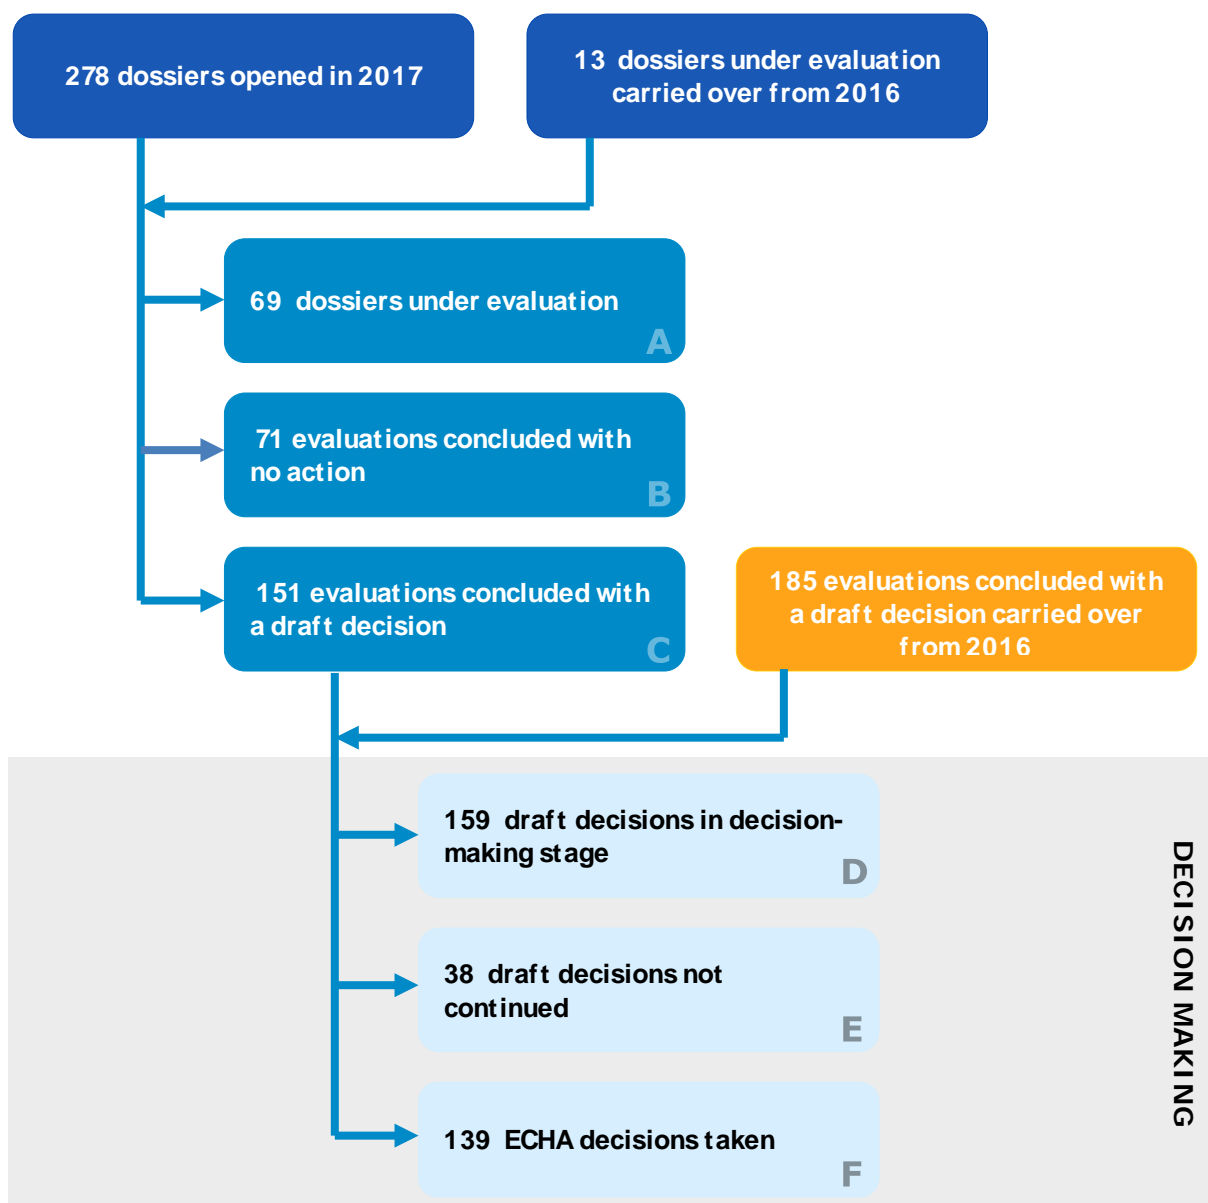 278 dossiers opened in 2017
13 dossiers under evaluation
carried over from 2016
69 dossiers under evaluation
A
71 evaluations concluded with
no action
B
151 evaluations concluded with
a draft decision
C
185 evaluations concluded with
a draft decision carried over
from 2016
159 draft decisions in decision-
making stage
D
38 draft decisions not
continued
E
139 ECHA decisions taken
F
DECISION MAKING